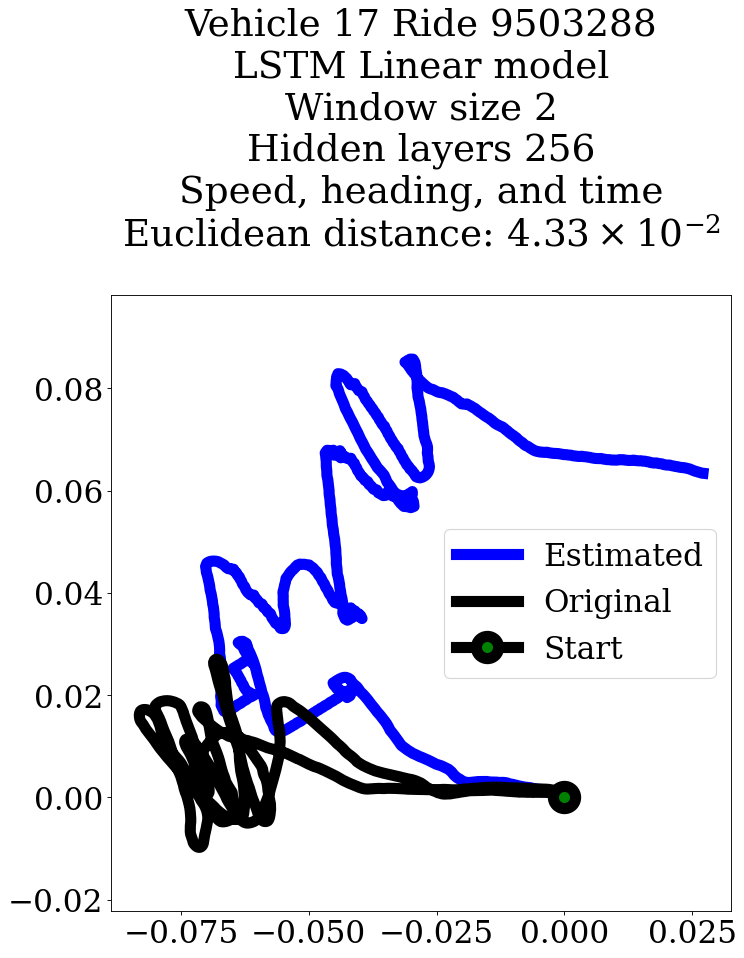 Vehicle 17 Ride 9503288
LSTM Linear model
Window size 2
Hidden layers 256
Speed, heading, and time
Euclidean distance: 4.33 × 10⁻²
0.08
0.06
0.04
0.02
0.00
−0.02
Estimated
Original
Start
−0.075 −0.050 −0.025 0.000 0.025